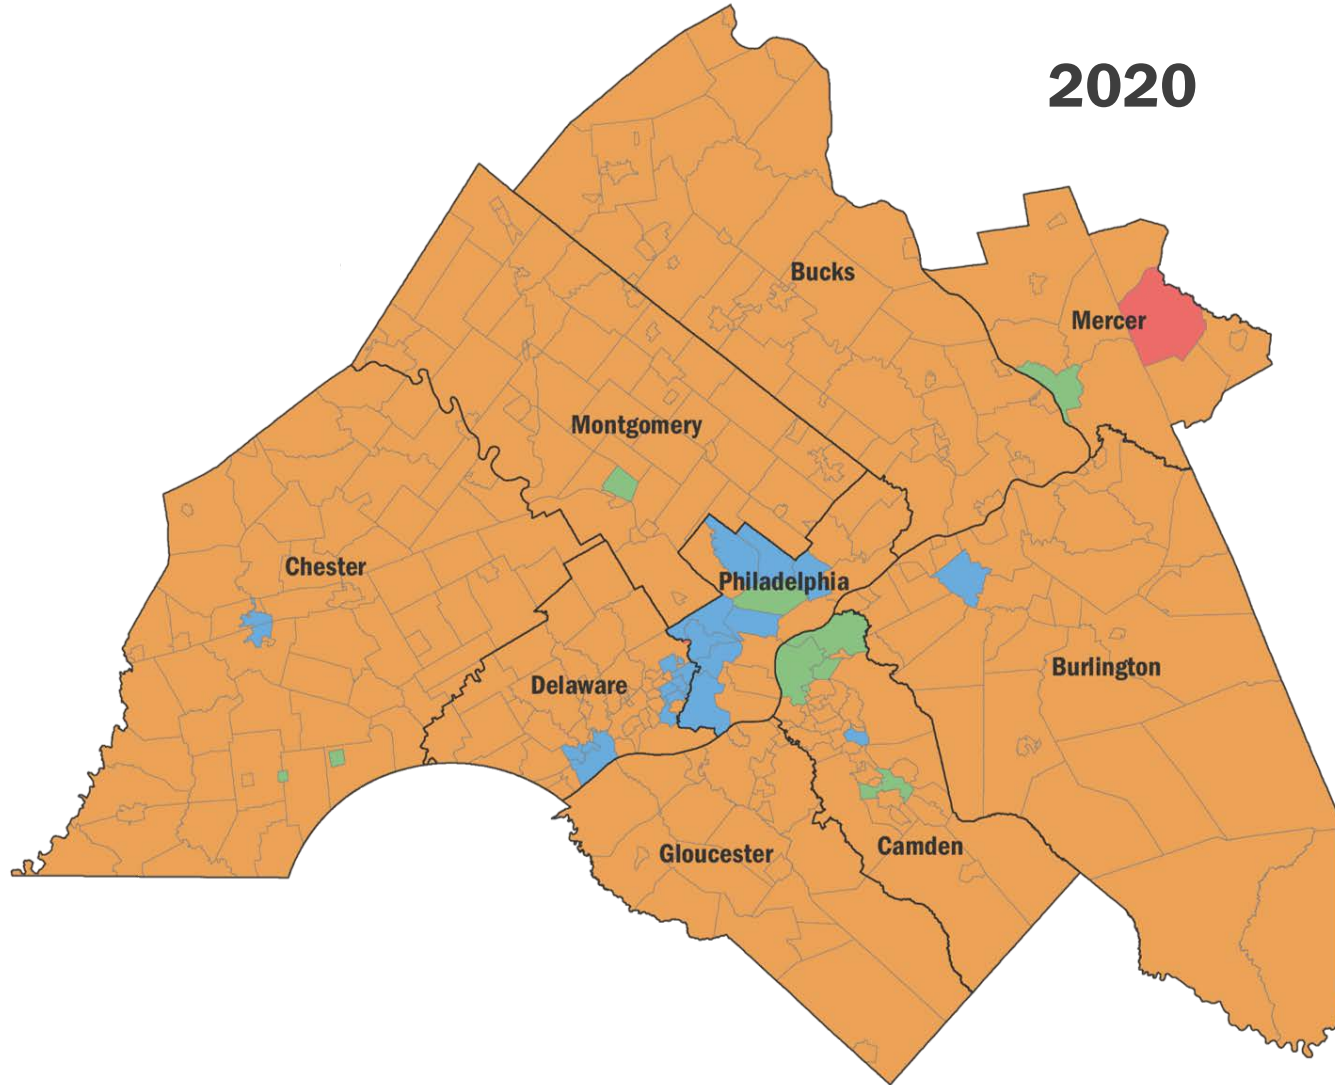 2020
Bucks
Mercer
Montgomery
Chester
Philadelphia
Burlington
Delaware
Camden
Gloucester